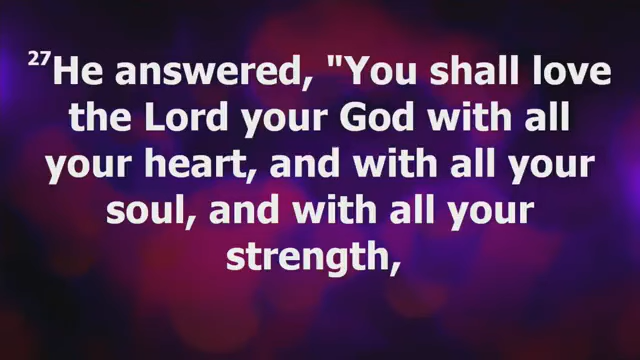 27He answered, "You shall love
the Lord your God with all
your heart, and with all your
soul, and with all your
strength,